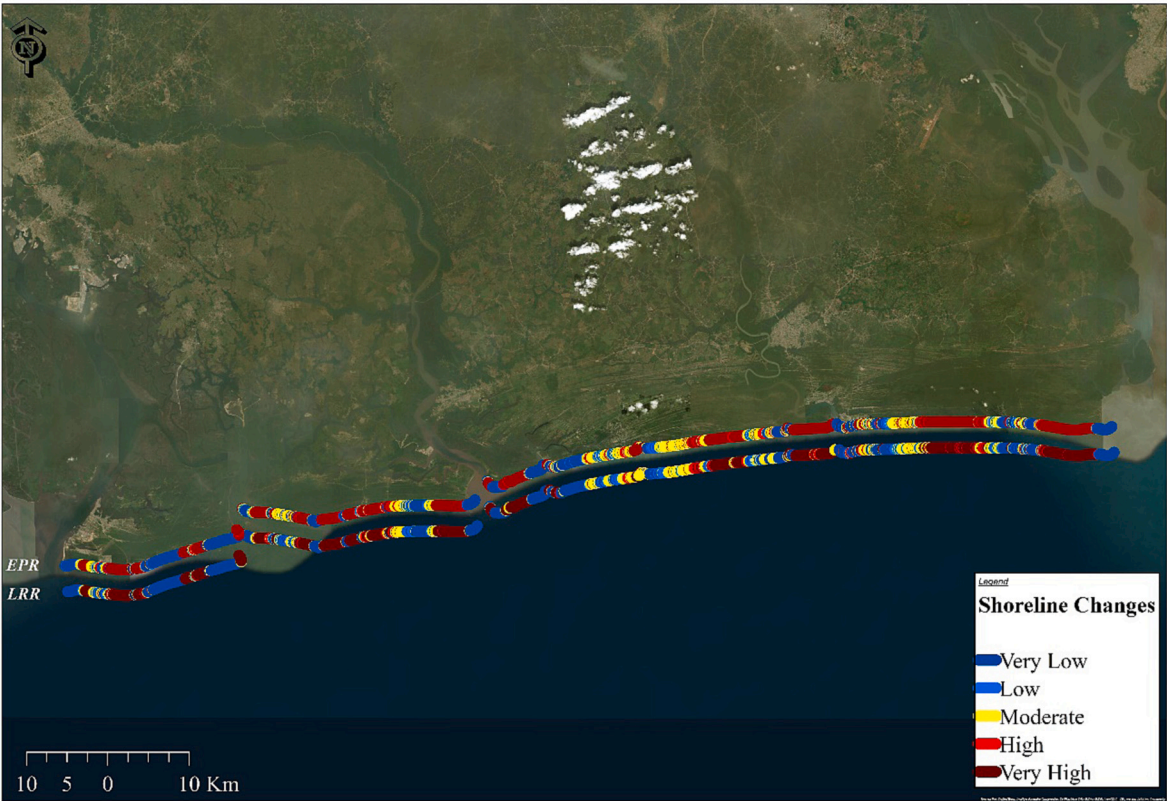 N
EPR
LRR
Legend
Shoreline Changes
Very Low
Low
Moderate
High
Very High
10 5 0 10 Km